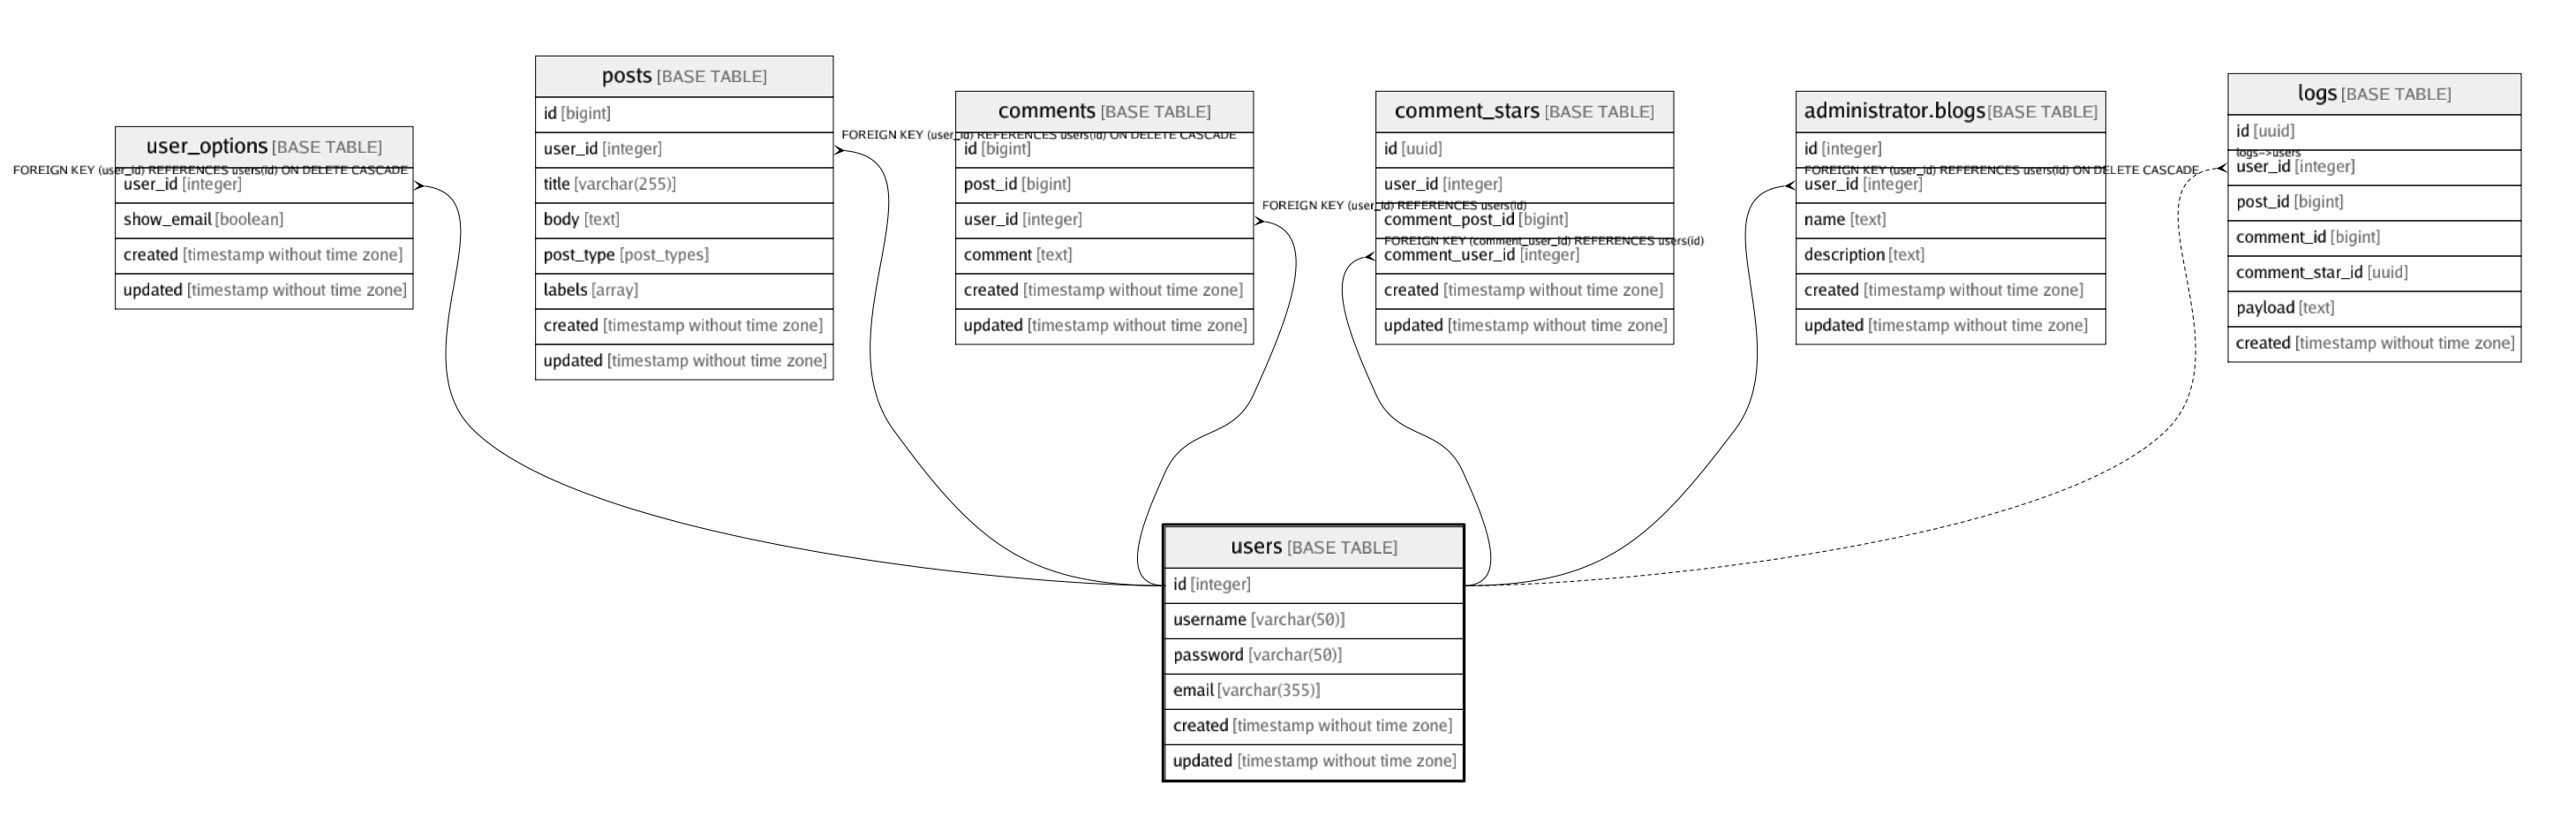 user_options [BASE TABLE]
FOREIGN KEY (user_id) REFERENCES users(id) ON DELETE CASCADE
user_id [integer]
show_email [boolean]
created [timestamp without time zone]
updated [timestamp without time zone]
posts [BASE TABLE]
id [bigint]
user_id [integer]
title [varchar(255)]
body [text]
post_type [post_types]
labels [array]
created [timestamp without time zone]
updated [timestamp without time zone]
FOREIGN KEY (user_id) REFERENCES users(id) ON DELETE CASCADE
comments [BASE TABLE]
id [bigint]
post_id [bigint]
user_id [integer]
comment [text]
created [timestamp without time zone]
updated [timestamp without time zone]
FOREIGN KEY (user_id) REFERENCES users(id)
comment_stars [BASE TABLE]
id [uuid]
user_id [integer]
comment_post_id [bigint]
FOREIGN KEY (comment_user_id) REFERENCES users(id)
comment_user_id [integer]
created [timestamp without time zone]
updated [timestamp without time zone]
administrator.blogs [BASE TABLE]
id [integer]
FOREIGN KEY (user_id) REFERENCES users(id) ON DELETE CASCADE
user_id [integer]
name [text]
description [text]
created [timestamp without time zone]
updated [timestamp without time zone]
logs [BASE TABLE]
id [uuid]
logs->users
user_id [integer]
post_id [bigint]
comment_id [bigint]
comment_star_id [uuid]
payload [text]
created [timestamp without time zone]
users [BASE TABLE]
id [integer]
username [varchar(50)]
password [varchar(50)]
email [varchar(355)]
created [timestamp without time zone]
updated [timestamp without time zone]